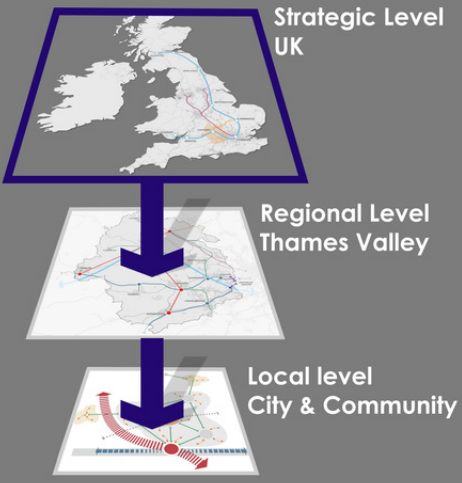 Strategic Level
UK
Regional Level
Thames Valley
Local level
City & Community